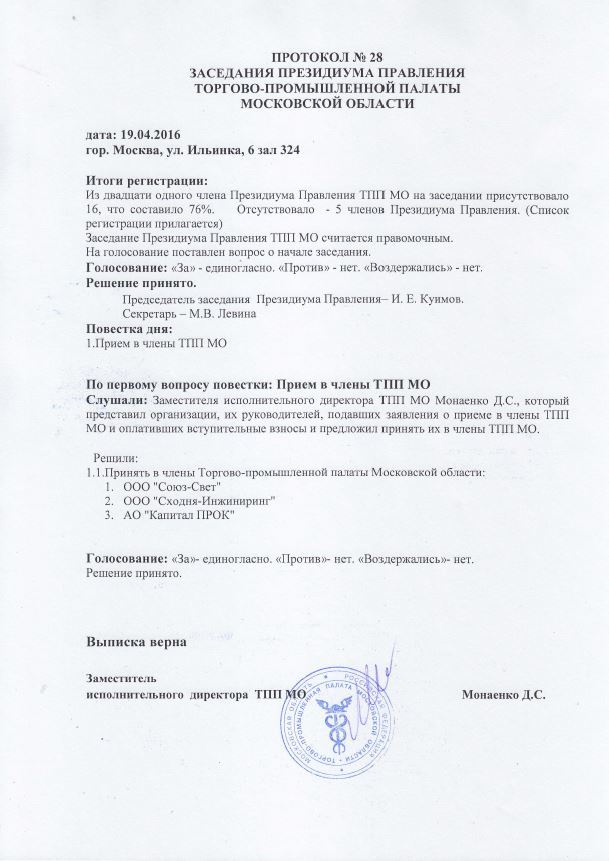 ПРОТОКОЛ № 28
ЗАСЕДАНИЯ ПРЕЗИДИУМА ПРАВЛЕНИЯ
ТОРГОВО-ПРОМЫШЛЕННОЙ ПАЛАТЫ
МОСКОВСКОЙ ОБЛАСТИ
дата: 19.04.2016
гор. Москва, ул. Ильинка, 6 зал 324
Итоги регистрации:
Из двадцати одного члена Президиума Правления ТПП МО на заседании присутствовало
16, что составило 76%. Отсутствовало - 5 членов Президиума Правления. (Список
регистрации прилагается)
Заседание Президиума Правления ТПП МО считается правомочным.
На голосование поставлен вопрос о начале заседания.
Голосование: «За» - единогласно. «Против» - нет. «Воздержались» - нет.
Решение принято.
Председатель заседания Президиума Правления– И. Е. Куимов.
Секретарь – М.В. Левина
Повестка дня:
1.Прием в члены ТПП МО
По первому вопросу повестки: Прием в члены ТПП МО
Слушали: Заместителя исполнительного директора ТПП МО Монаенко Д.С., который
представил организации, их руководителей, подавших заявления о приеме в члены ТПП
МО и оплативших вступительные взносы и предложил принять их в члены ТПП МО.
Решили:
1.1.Принять в члены Торгово-промышленной палаты Московской области:
1. ООО "Союз-Свет"
2. ООО "Сходня-Инжиниринг"
3. АО "Капитал ПРОК"
Голосование: «За»- единогласно. «Против»- нет. «Воздержались»- нет.
Решение принято.
Выписка верна
Заместитель
исполнительного директора ТПП МО Монаенко Д.С.
МОСКОВСКАЯ ОБЛАСТЬ * РОССИЙСКАЯ ФЕДЕРАЦИЯ *
ТОРГОВО-ПРОМЫШЛЕННАЯ ПАЛАТА МОСКОВСКОЙ ОБЛАСТИ